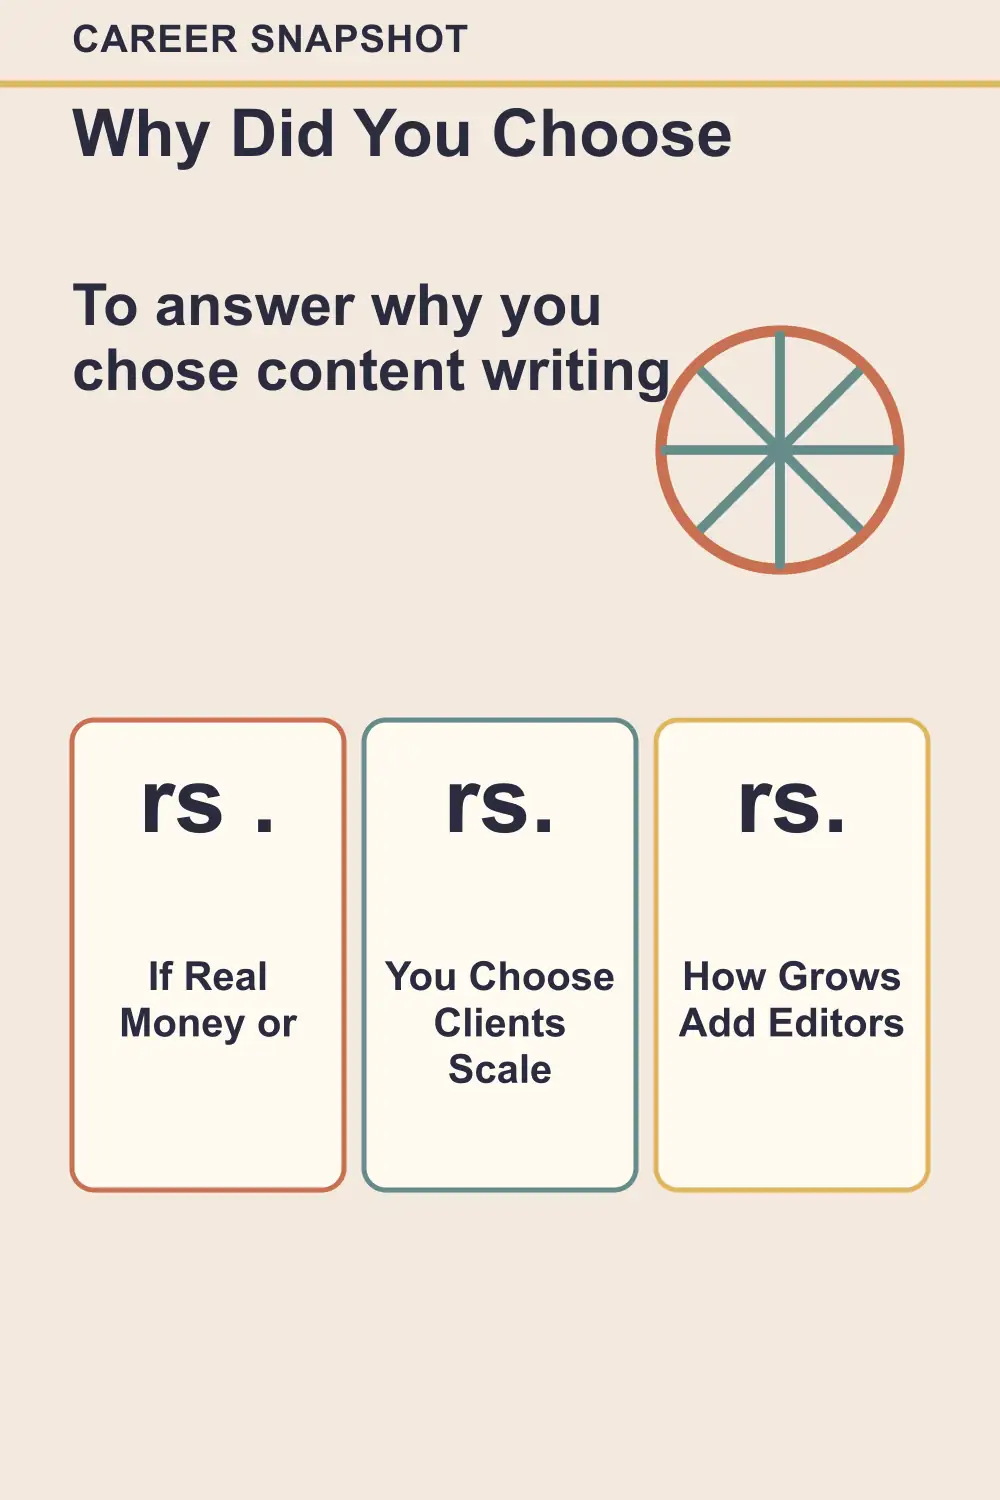 CAREER SNAPSHOT
Why Did You Choose
To answer why you
chose content writing
rs .
If Real
Money or
rs.
You Choose
Clients
Scale
rs.
How Grows
Add Editors